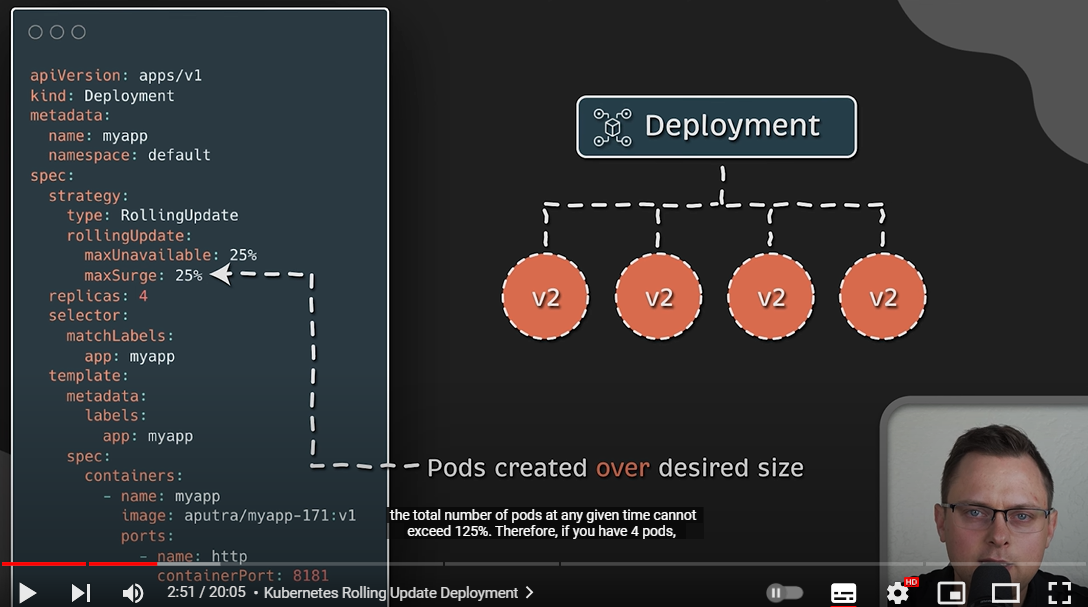 apiVersion: apps/v1
kind: Deployment
metadata:
  name: myapp
  namespace: default
spec:
  strategy:
    type: RollingUpdate
    rollingUpdate:
      maxUnavailable: 25%
      maxSurge: 25%
  replicas: 4
  selector:
    matchLabels:
      app: myapp
  template:
    metadata:
      labels:
        app: myapp
    spec:
      containers:
        - name: myapp
          image: aputra/myapp-171:v1
          ports:
            - name: http
              containerPort: 8181
Deployment
v2 v2 v2 v2
Pods created over desired size
the total number of pods at any given time cannot
exceed 125%. Therefore, if you have 4 pods,
2:51 / 20:05 • Kubernetes Rolling Update Deployment
HD